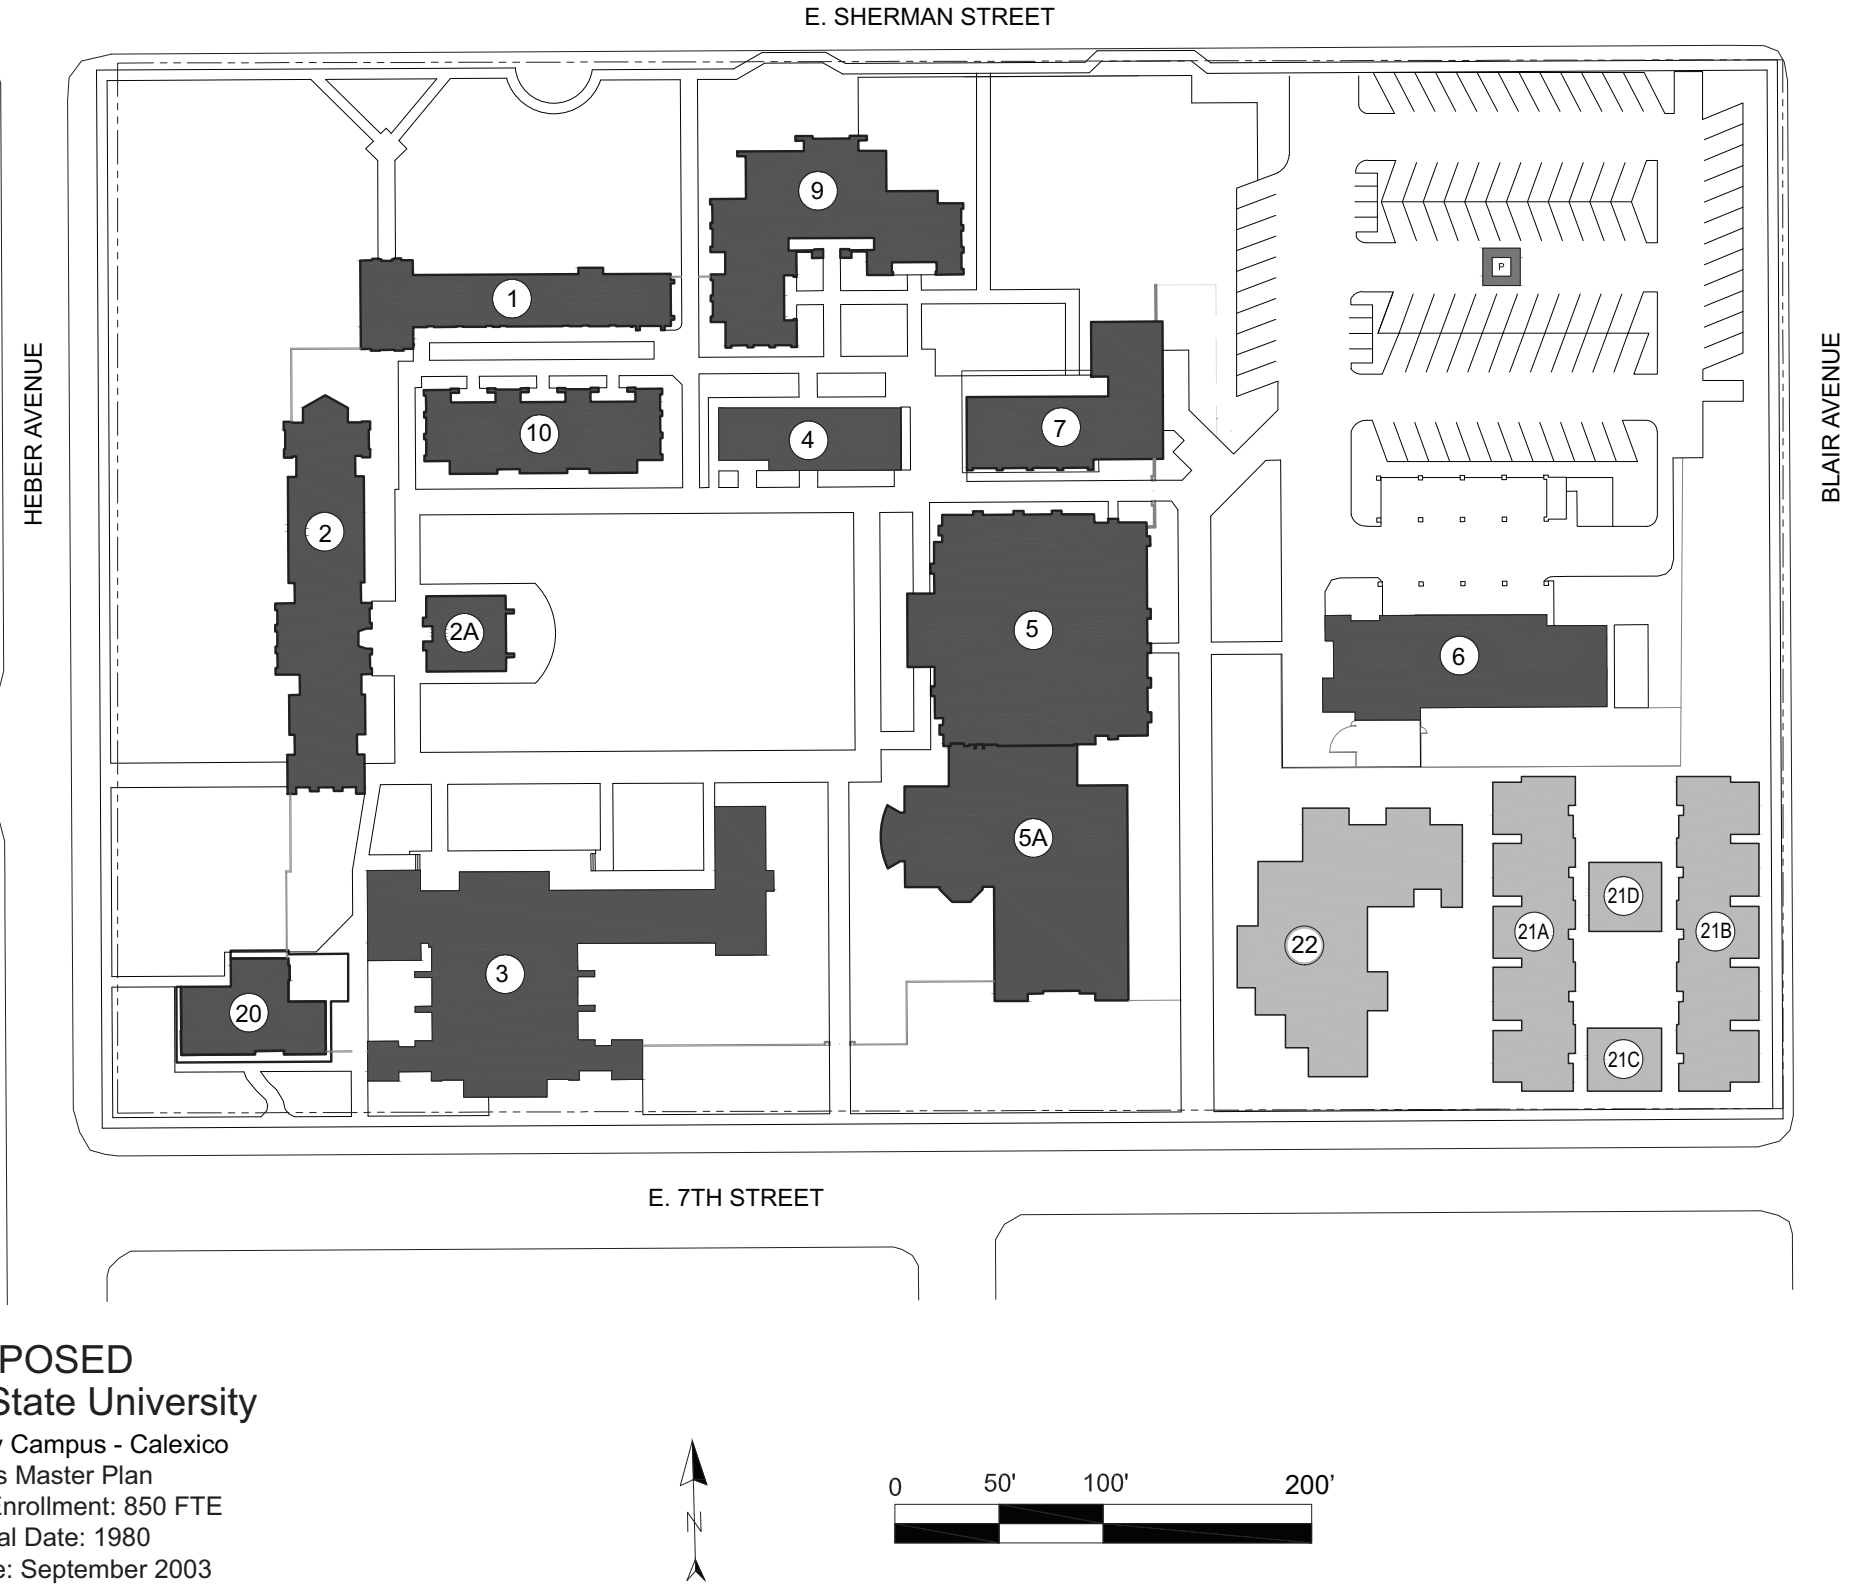 E. SHERMAN STREET
HEBER AVENUE
BLAIR AVENUE
9
P
1
10
4
7
2
2A
5
6
5A
21D
22
21A
21B
3
20
21C
E. 7TH STREET
POSED
State University
Campus - Calexico
s Master Plan
Enrollment: 850 FTE
al Date: 1980
e: September 2003
N
0 50' 100' 200’